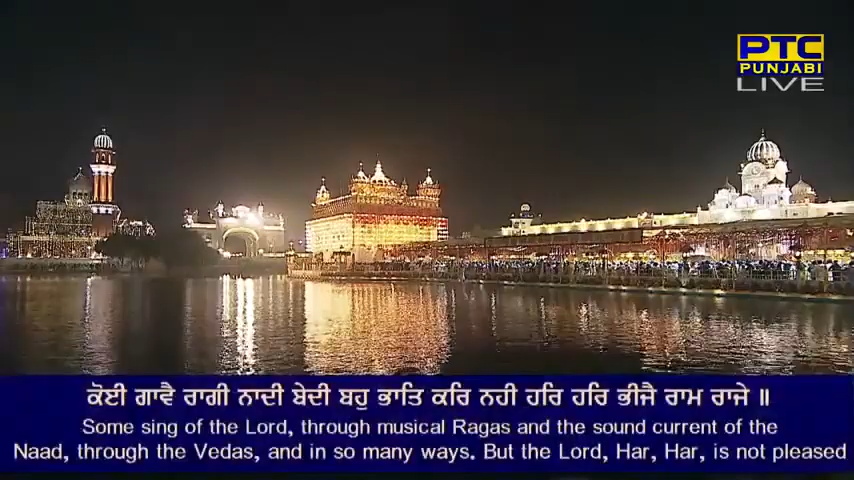 PTC
PUNJABI
LIVE
ਕੋਈ ਗਾਵੈ ਰਾਗੀ ਨਾਦੀ ਬੇਦੀ ਬਹੁ ਭਾਤਿ ਕਰਿ ਨਹੀ ਹਰਿ ਹਰਿ ਭੀਜੈ ਰਾਮ ਰਾਜੇ ॥
Some sing of the Lord, through musical Ragas and the sound current of the
Naad, through the Vedas, and in so many ways. But the Lord, Har, Har, is not pleased